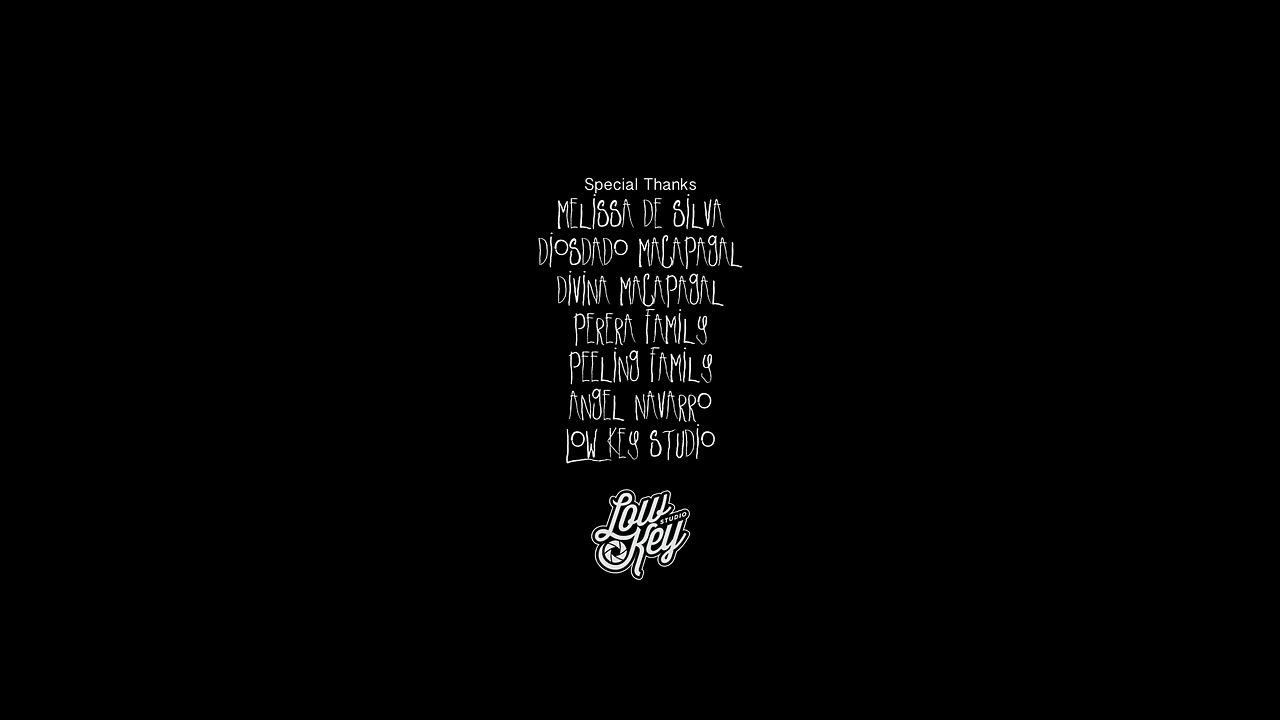 Special Thanks
MELISSA DE SILVA
DIOSDADO MACAPAGAL
DIVINA MACAPAGAL
PERERA FAMILY
PEELING FAMILY
ANGEL NAVARRO
LOW KEY STUDIO
Low
STUDIO
Key